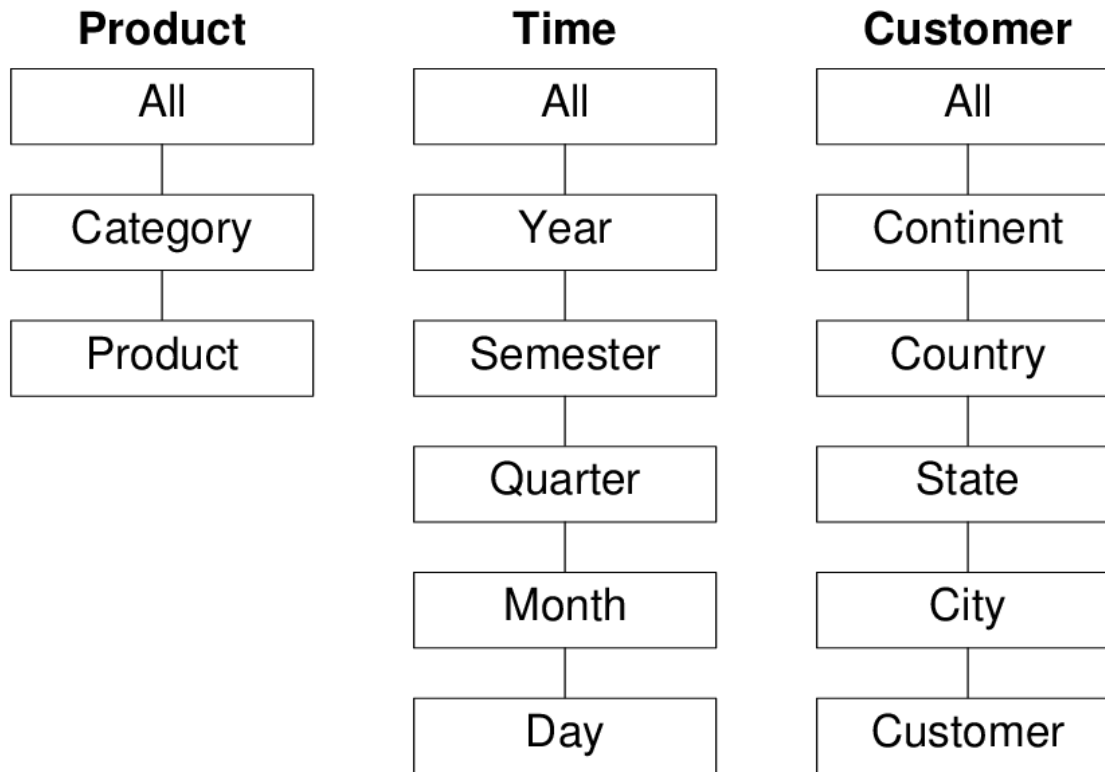 Product
All
Category
Product
Time
All
Year
Semester
Quarter
Month
Day
Customer
All
Continent
Country
State
City
Customer